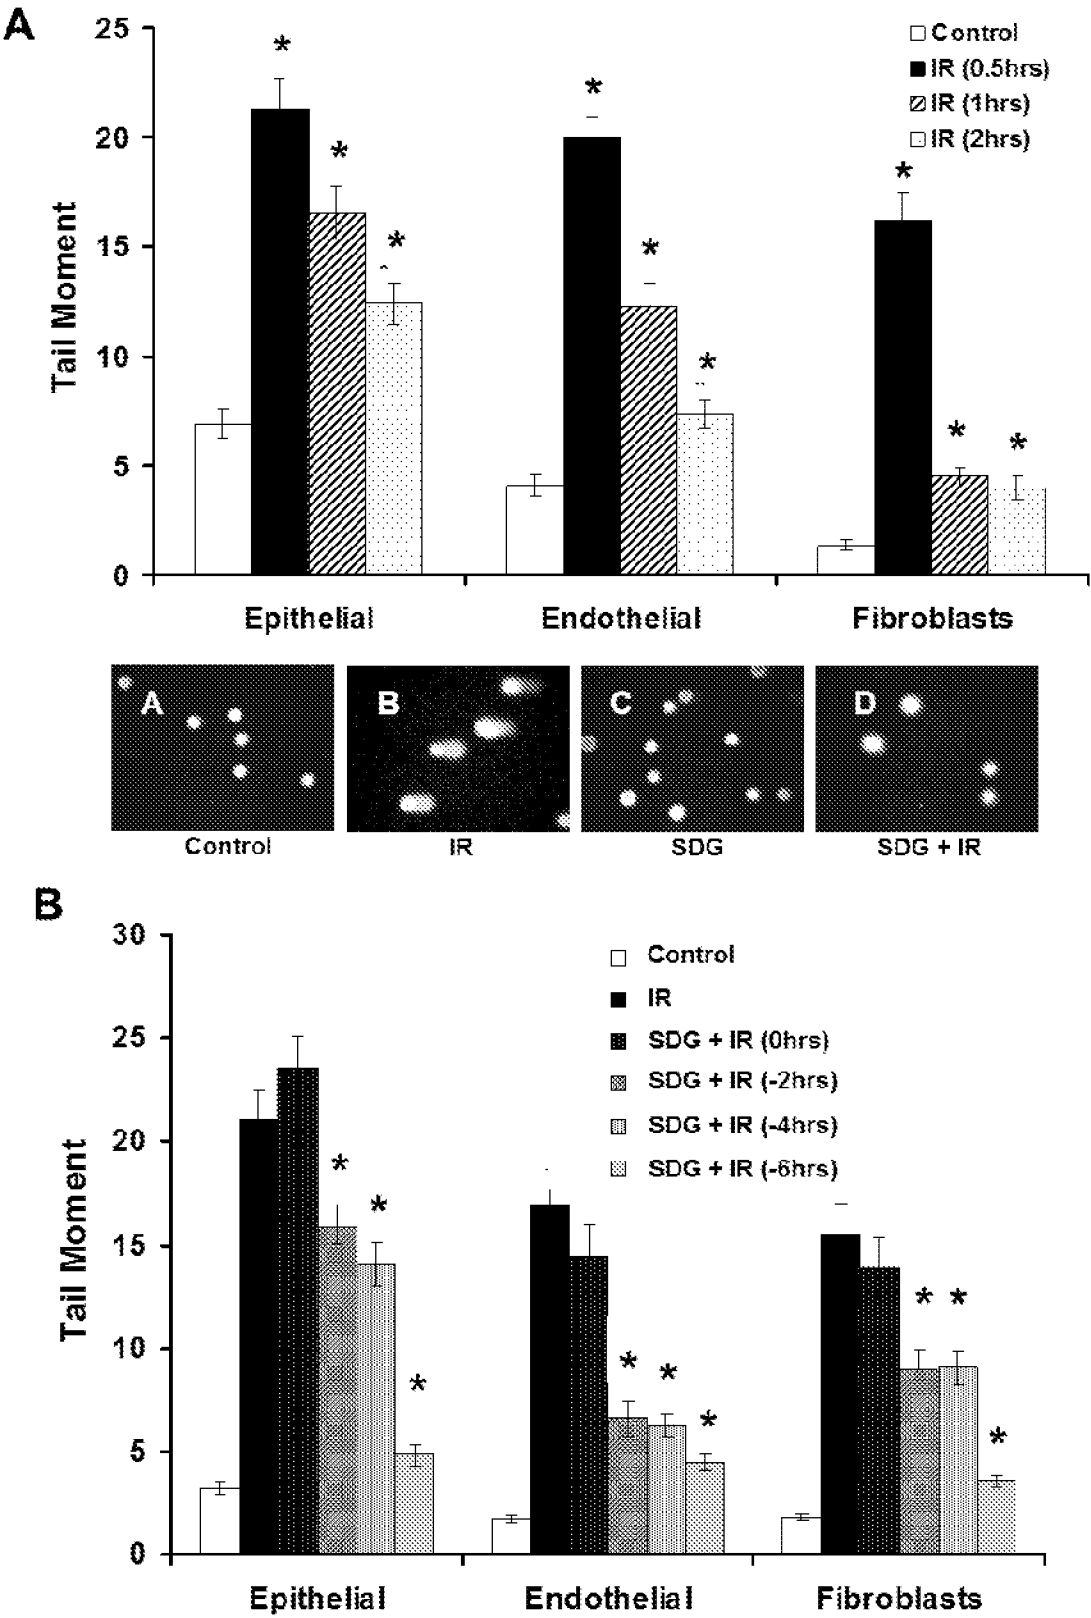 A
25
20
15
10
5
0
Tail Moment
Control
IR (0.5hrs)
IR (1hrs)
IR (2hrs)
* * * * * * * * *
Epithelial Endothelial Fibroblasts
A B C D
Control IR SDG SDG + IR
B
30
25
20
15
10
5
0
Tail Moment
Control
IR
SDG + IR (0hrs)
SDG + IR (-2hrs)
SDG + IR (-4hrs)
SDG + IR (-6hrs)
* * * * * * * * *
Epithelial Endothelial Fibroblasts